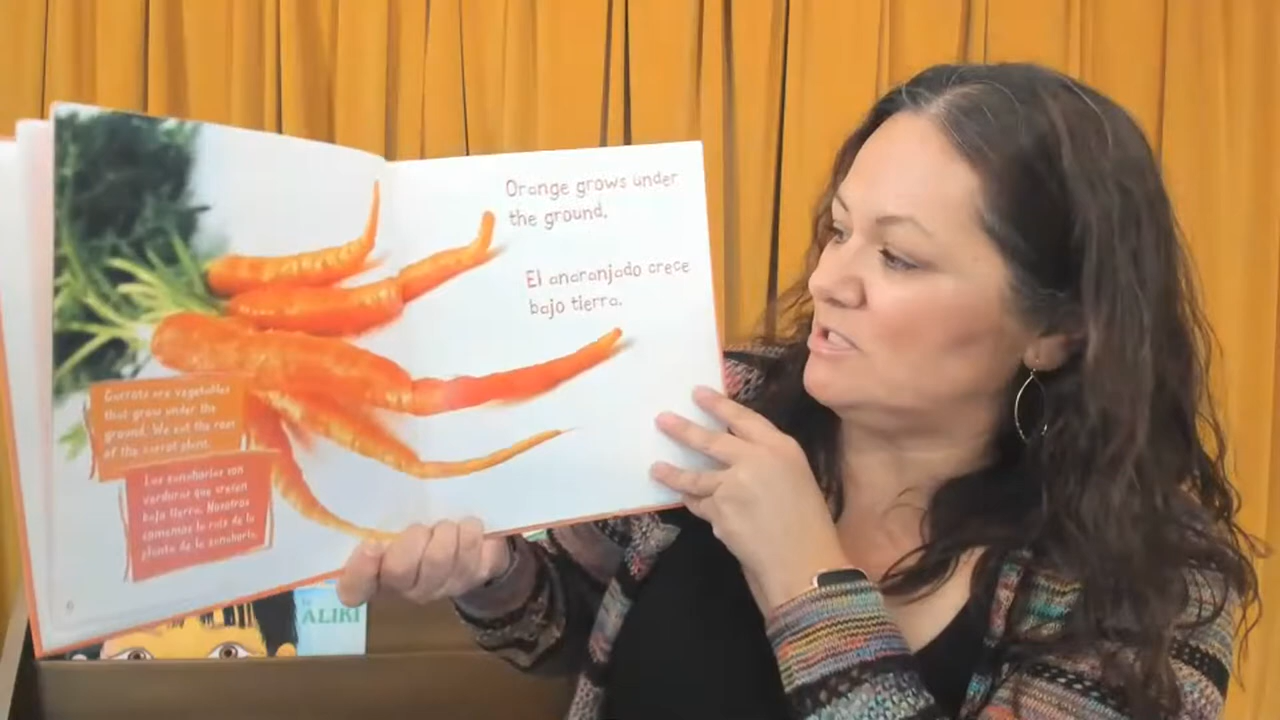 Orange grows under
the ground.
El anaranjado crece
bajo tierra.
Carrots are vegetables
that grow under the
ground. We eat the root
of the carrot plant.
Las zanahorias son
verduras que crecen
bajo tierra. Nosotros
comemos la raíz de la
planta de la zanahoria.
6
ALIKI